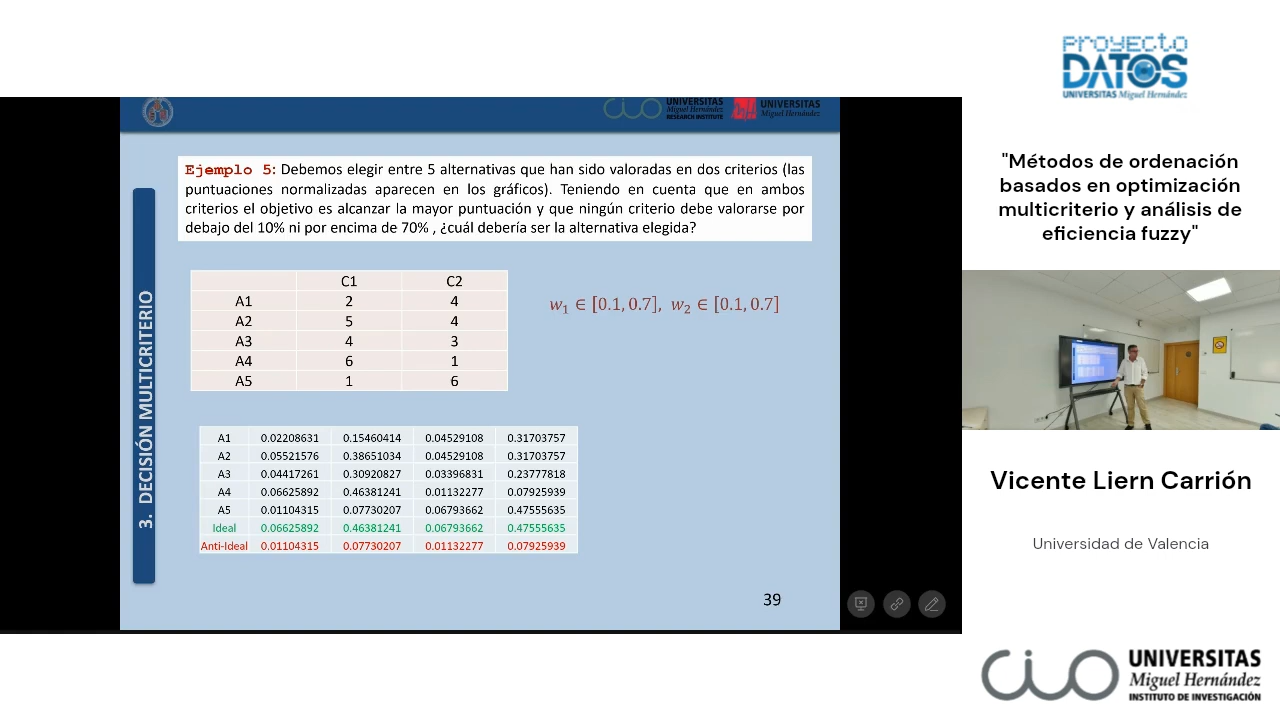 PROYECTO
DATOS
UNIVERSITAS Miguel Hernández
"Métodos de ordenación
basados en optimización
multicriterio y análisis de
eficiencia fuzzy"
Vicente Liern Carrión
Universidad de Valencia
CIO UNIVERSITAS
Miguel Hernández
INSTITUTO DE INVESTIGACIÓN
CIO UNIVERSITAS
Miguel Hernández
RESEARCH INSTITUTE
UNIVERSITAS
Miguel Hernández
3. DECISIÓN MULTICRITERIO
Ejemplo 5: Debemos elegir entre 5 alternativas que han sido valoradas en dos criterios (las
puntuaciones normalizadas aparecen en los gráficos). Teniendo en cuenta que en ambos
criterios el objetivo es alcanzar la mayor puntuación y que ningún criterio debe valorarse por
debajo del 10% ni por encima de 70% , ¿cuál debería ser la alternativa elegida?
C1 C2
A1 2 4
A2 5 4
A3 4 3
A4 6 1
A5 1 6
w₁ ∈ [0.1, 0.7], w₂ ∈ [0.1, 0.7]
A1 0.02208631 0.15460414 0.04529108 0.31703757
A2 0.05521576 0.38651034 0.04529108 0.31703757
A3 0.04417261 0.30920827 0.03396831 0.23777818
A4 0.06625892 0.46381241 0.01132277 0.07925939
A5 0.01104315 0.07730207 0.06793662 0.47555635
Ideal 0.06625892 0.46381241 0.06793662 0.47555635
Anti-Ideal 0.01104315 0.07730207 0.01132277 0.07925939
39